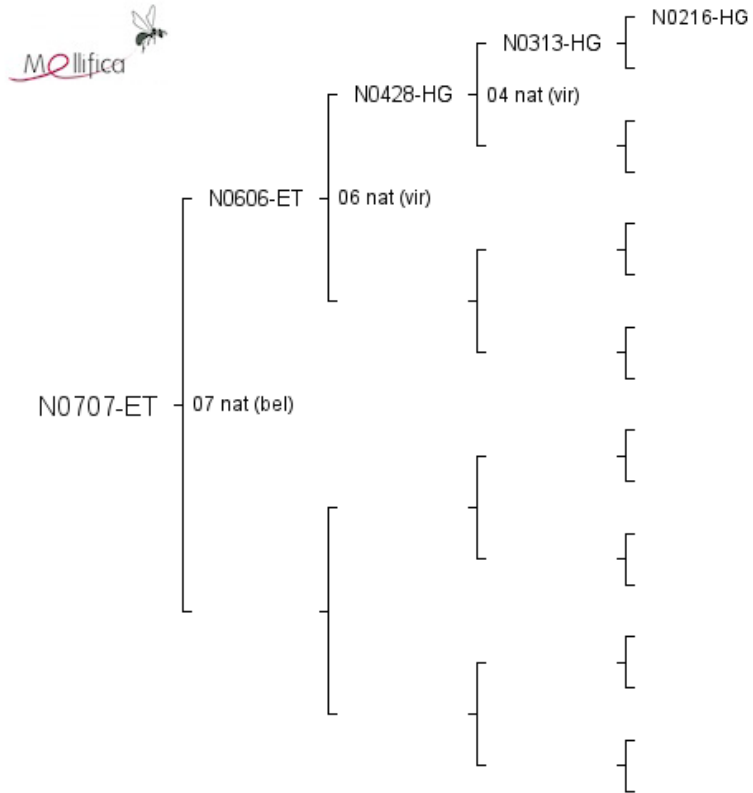 Mellifica
N0216-HG
N0313-HG
N0428-HG
04 nat (vir)
N0606-ET
06 nat (vir)
N0707-ET
07 nat (bel)